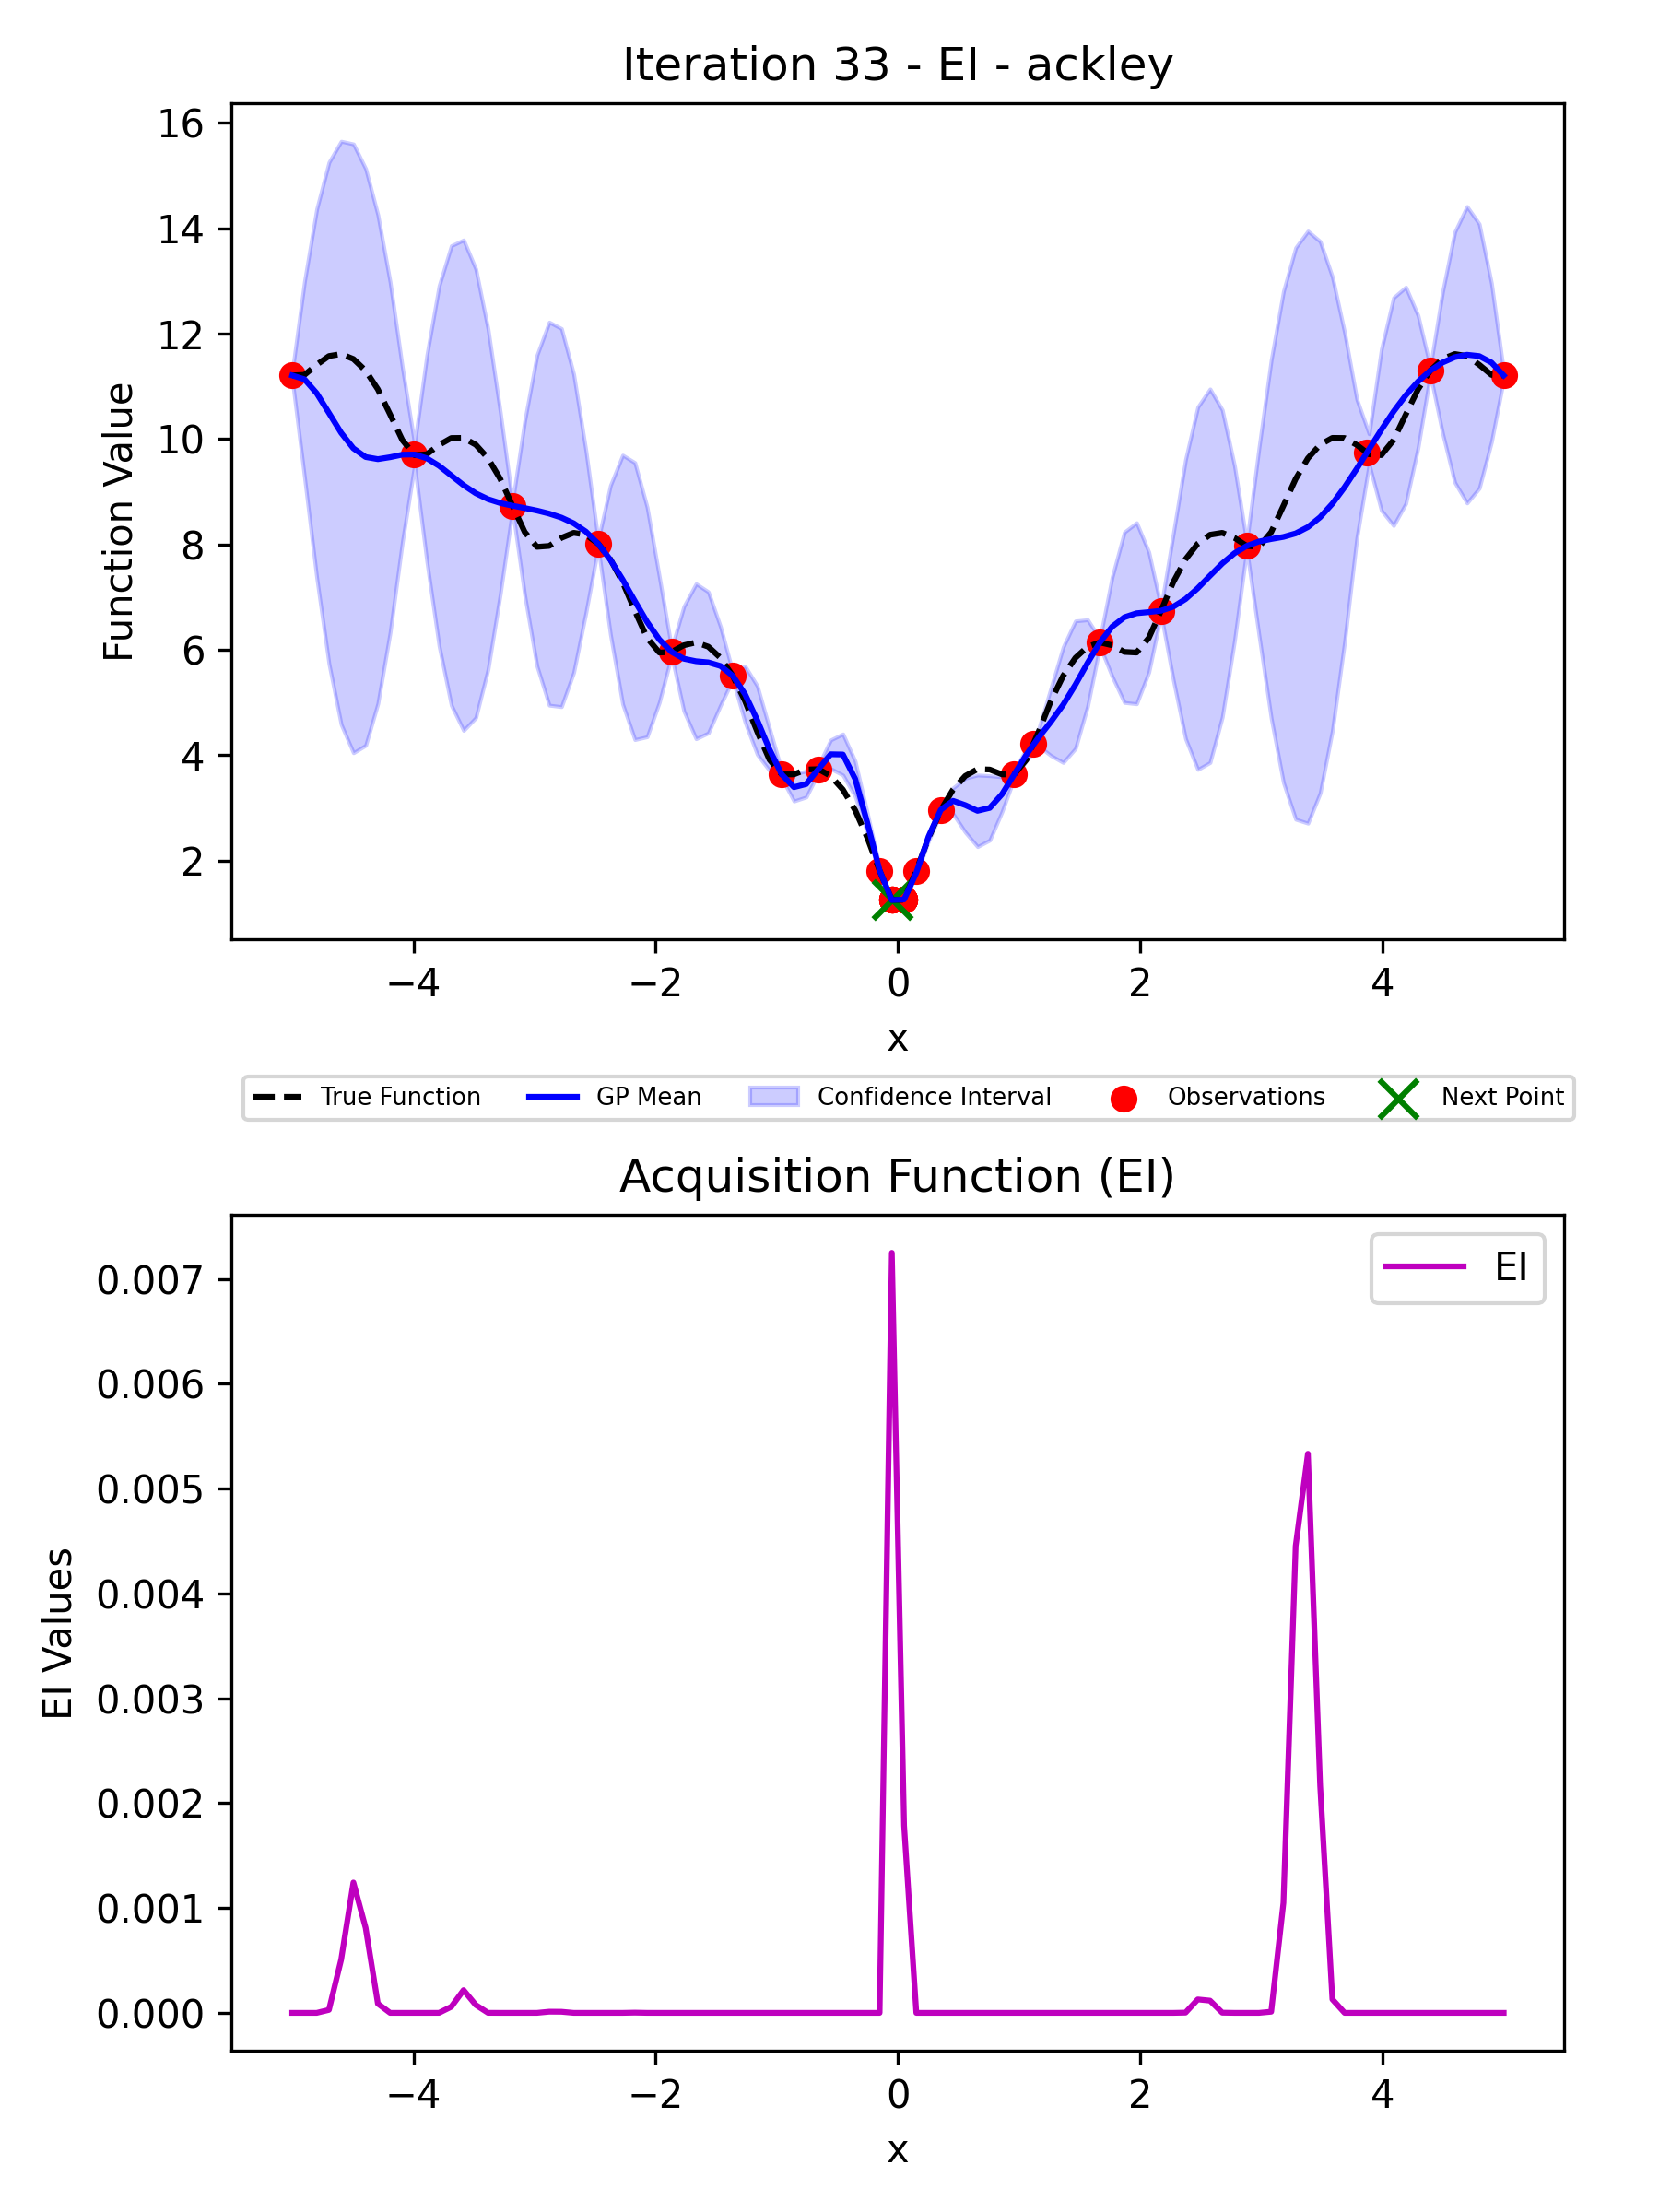 Iteration 33 - EI - ackley
Function Value
16
14
12
10
8
6
4
2
−4 −2 0 2 4
x
True Function GP Mean Confidence Interval Observations Next Point
Acquisition Function (EI)
EI
EI Values
0.007
0.006
0.005
0.004
0.003
0.002
0.001
0.000
−4 −2 0 2 4
x